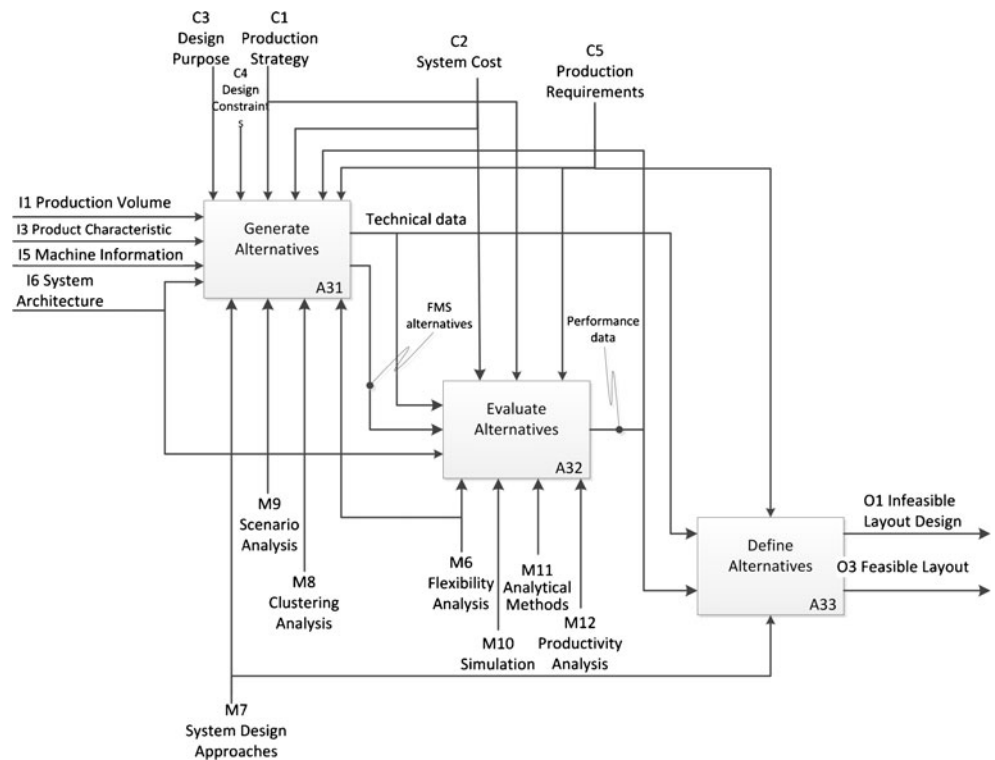 C3
Design
Purpose
C1
Production
Strategy
C4
Design
Constraint
s
C2
System Cost
C5
Production
Requirements
I1 Production Volume
I3 Product Characteristic
I5 Machine Information
I6 System
Architecture
Generate
Alternatives
A31
Technical data
FMS
alternatives
Performance
data
Evaluate
Alternatives
A32
M9
Scenario
Analysis
M8
Clustering
Analysis
M6
Flexibility
Analysis
M11
Analytical
Methods
M10
Simulation
M12
Productivity
Analysis
Define
Alternatives
A33
O1 Infeasible
Layout Design
O3 Feasible Layout
M7
System Design
Approaches